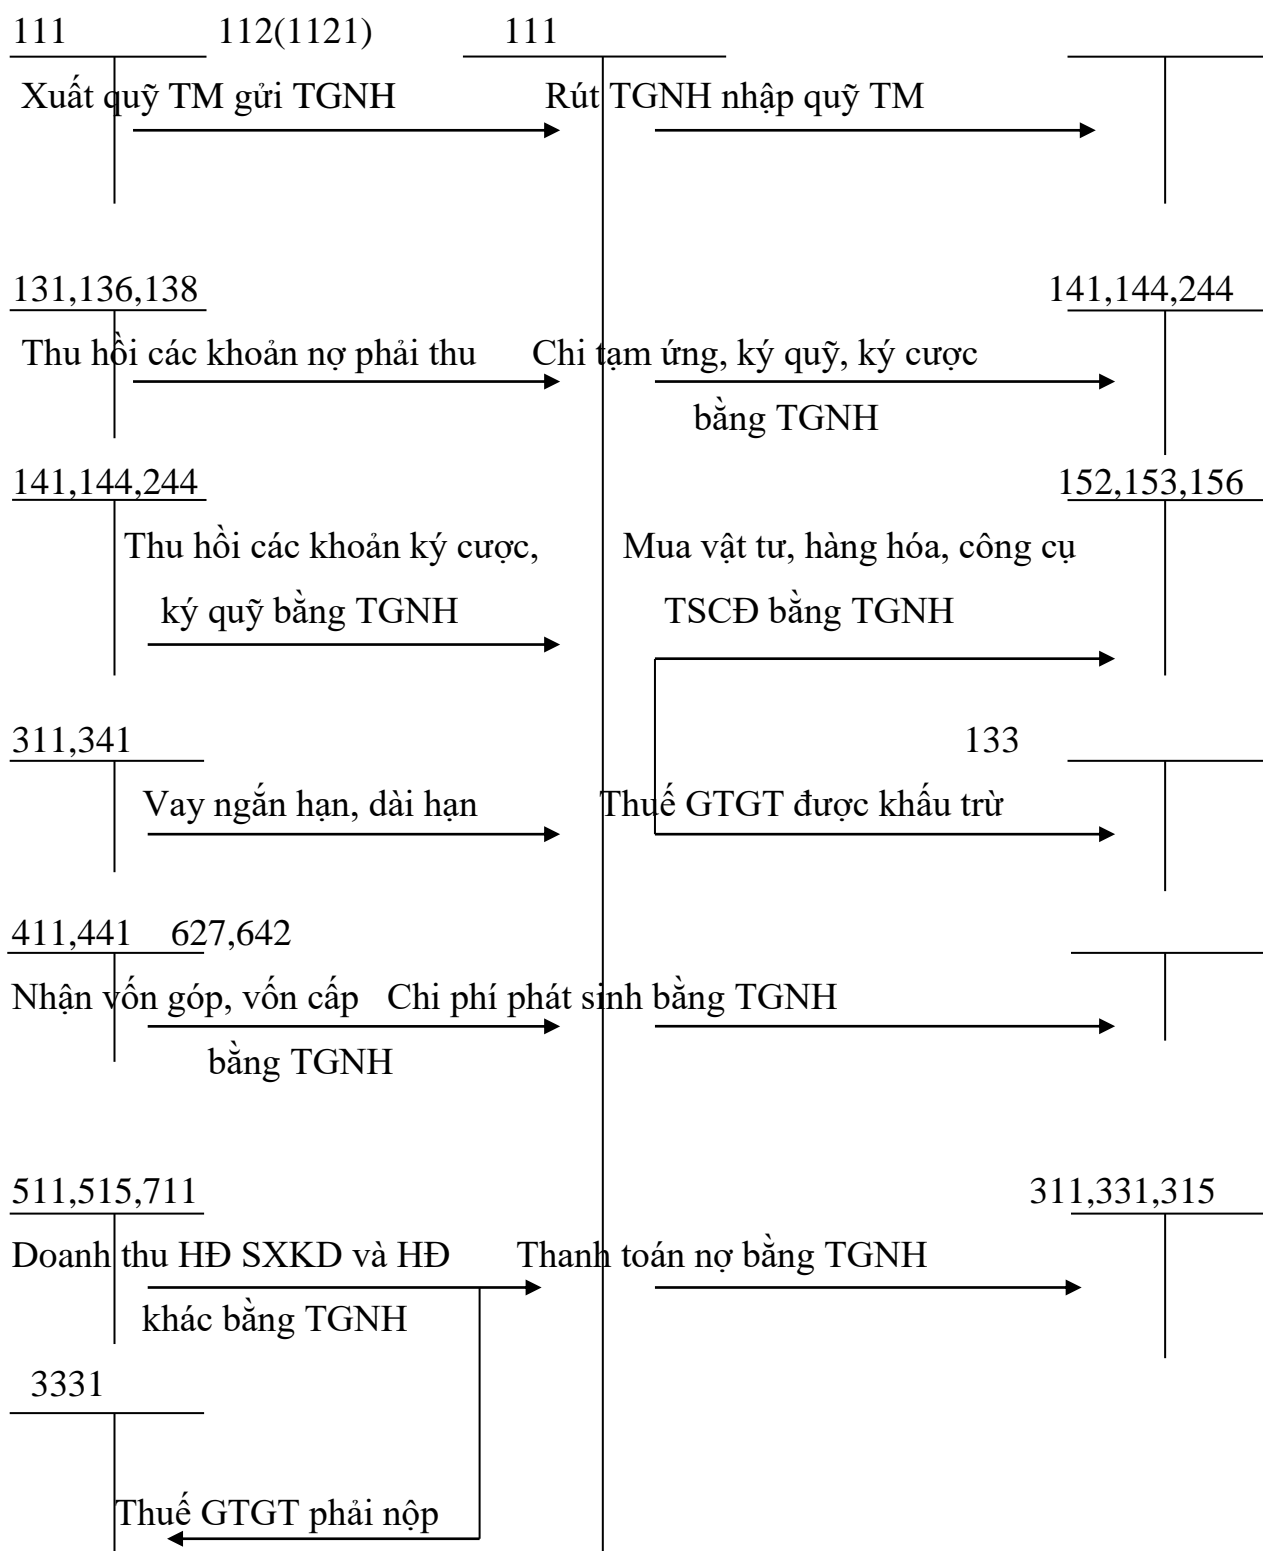 111 112(1121) 111
Xuất quỹ TM gửi TGNH Rút TGNH nhập quỹ TM
131,136,138 141,144,244
Thu hồi các khoản nợ phải thu Chi tạm ứng, ký quỹ, ký cược
bằng TGNH
141,144,244 152,153,156
Thu hồi các khoản ký cược, Mua vật tư, hàng hóa, công cụ
ký quỹ bằng TGNH TSCĐ bằng TGNH
311,341 133
Vay ngắn hạn, dài hạn Thuế GTGT được khấu trừ
411,441 627,642
Nhận vốn góp, vốn cấp Chi phí phát sinh bằng TGNH
bằng TGNH
511,515,711 311,331,315
Doanh thu HĐ SXKD và HĐ Thanh toán nợ bằng TGNH
khác bằng TGNH
3331
Thuế GTGT phải nộp